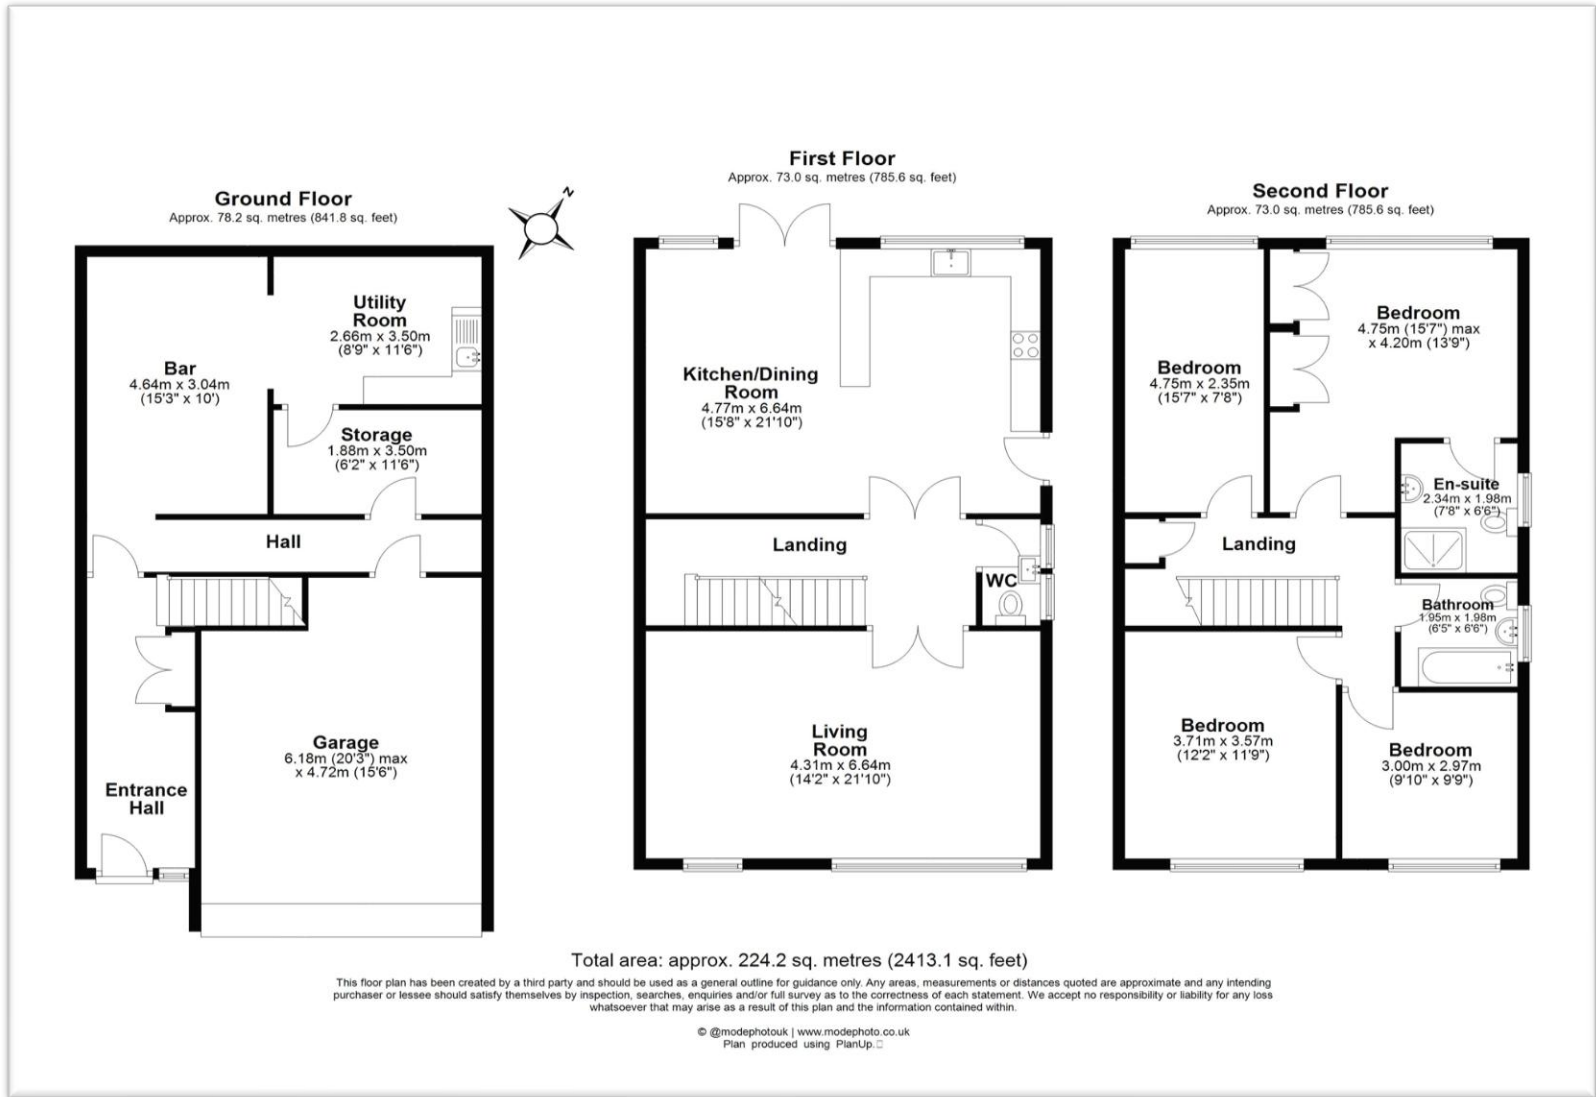 Ground Floor
Approx. 78.2 sq. metres (841.8 sq. feet)
N
Utility
Room
2.66m x 3.50m
(8'9" x 11'6")
Bar
4.64m x 3.04m
(15'3" x 10')
Storage
1.88m x 3.50m
(6'2" x 11'6")
Hall
Garage
6.18m (20'3") max
x 4.72m (15'6")
Entrance
Hall
First Floor
Approx. 73.0 sq. metres (785.6 sq. feet)
Kitchen/Dining
Room
4.77m x 6.64m
(15'8" x 21'10")
Landing
WC
Living
Room
4.31m x 6.64m
(14'2" x 21'10")
Second Floor
Approx. 73.0 sq. metres (785.6 sq. feet)
Bedroom
4.75m (15'7") max
x 4.20m (13'9")
Bedroom
4.75m x 2.35m
(15'7" x 7'8")
En-suite
2.34m x 1.98m
(7'8" x 6'6")
Landing
Bathroom
1.95m x 1.98m
(6'5" x 6'6")
Bedroom
3.71m x 3.57m
(12'2" x 11'9")
Bedroom
3.00m x 2.97m
(9'10" x 9'9")
Total area: approx. 224.2 sq. metres (2413.1 sq. feet)
This floor plan has been created by a third party and should be used as a general outline for guidance only. Any areas, measurements or distances quoted are approximate and any intending
purchaser or lessee should satisfy themselves by inspection, searches, enquiries and/or full survey as to the correctness of each statement. We accept no responsibility or liability for any loss
whatsoever that may arise as a result of this plan and the information contained within.
© @modephotouk | www.modephoto.co.uk
Plan produced using PlanUp.